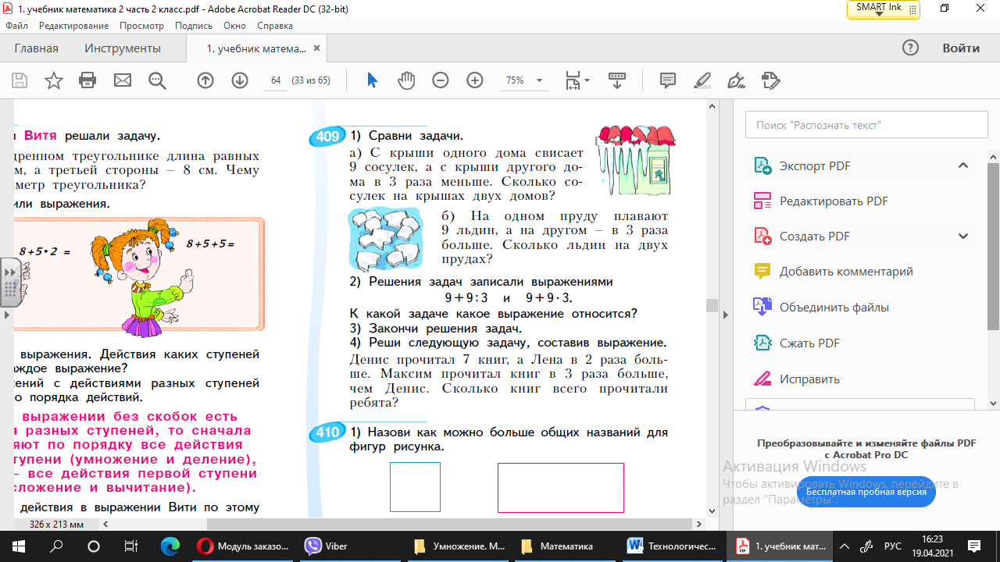 1. учебник математика 2 часть 2 класс.pdf - Adobe Acrobat Reader DC (32-bit)
SMART Ink
Файл Редактирование Просмотр Подпись Окно Справка
Главная Инструменты 1. учебник матема... × Войти
64 (33 из 65) 75%
Витя решали задачу.
дренном треугольнике длина равных
м, а третьей стороны – 8 см. Чему
метр треугольника?
или выражения.
8+5•2 =
8+5+5=
выражения. Действия каких ступеней
аждое выражение?
жений с действиями разных ступеней
о порядка действий.
выражении без скобок есть
я разных ступеней, то сначала
яют по порядку все действия
тупени (умножение и деление),
– все действия первой ступени
сложение и вычитание).
действия в выражении Вити по этому
409 1) Сравни задачи.
а) С крыши одного дома свисает
9 сосулек, а с крыши другого до-
ма в 3 раза меньше. Сколько со-
сулек на крышах двух домов?
б) На одном пруду плавают
9 льдин, а на другом – в 3 раза
больше. Сколько льдин на двух
прудах?
2) Решения задач записали выражениями
9+9:3 и 9+9·3.
К какой задаче какое выражение относится?
3) Закончи решения задач.
4) Реши следующую задачу, составив выражение.
Денис прочитал 7 книг, а Лена в 2 раза боль-
ше. Максим прочитал книг в 3 раза больше,
чем Денис. Сколько книг всего прочитали
ребята?
410 1) Назови как можно больше общих названий для
фигур рисунка.
326 x 213 мм
Поиск "Распознать текст"
Экспорт PDF
Редактировать PDF
Создать PDF
Добавить комментарий
Объединить файлы
Сжать PDF
Исправить
Преобразовывайте и изменяйте файлы PDF
с Acrobat Pro DC
Бесплатная пробная версия
Активация Windows
Чтобы активировать Windows, перейдите в
раздел "Параметры".
Модуль заказо... Viber Умножение. М... Математика Технологичес... 1. учебник мат... РУС 16:23
19.04.2021